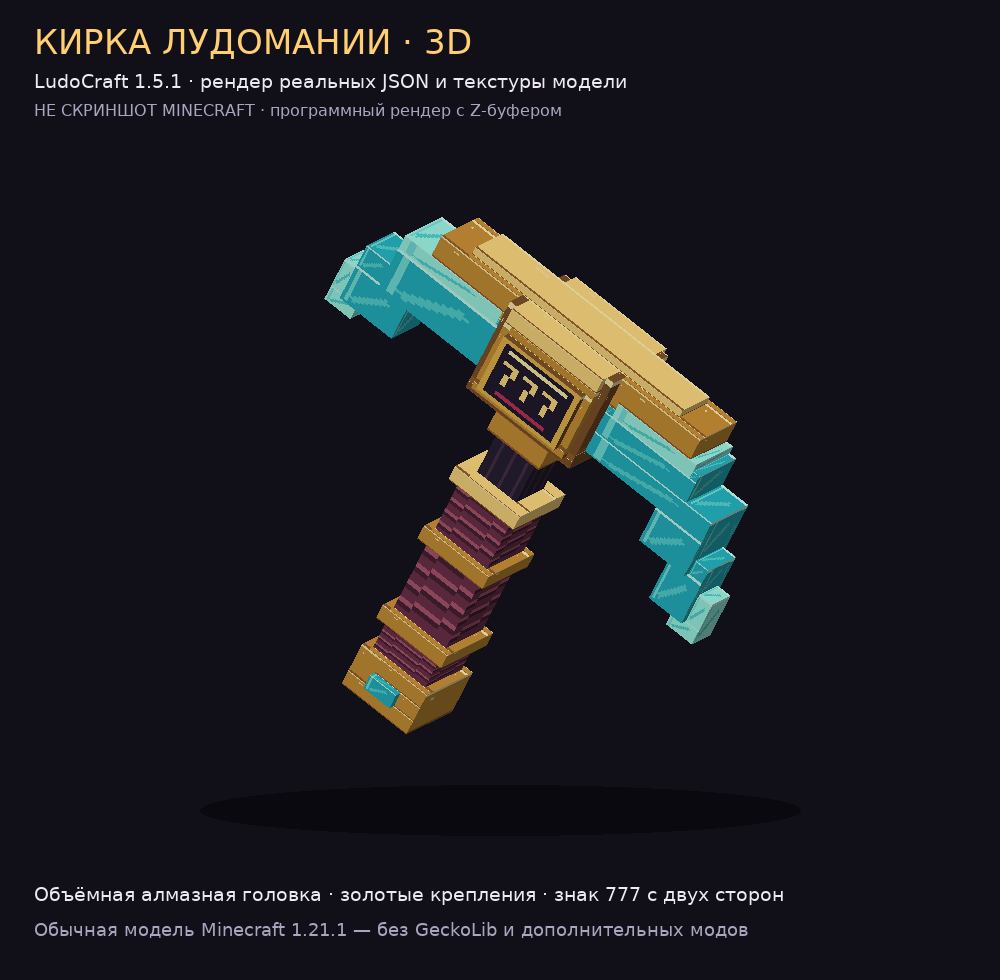 КИРКА ЛУДОМАНИИ · 3D
LudoCraft 1.5.1 · рендер реальных JSON и текстуры модели
НЕ СКРИНШОТ MINECRAFT · программный рендер с Z-буфером
777
Объёмная алмазная головка · золотые крепления · знак 777 с двух сторон
Обычная модель Minecraft 1.21.1 — без GeckoLib и дополнительных модов